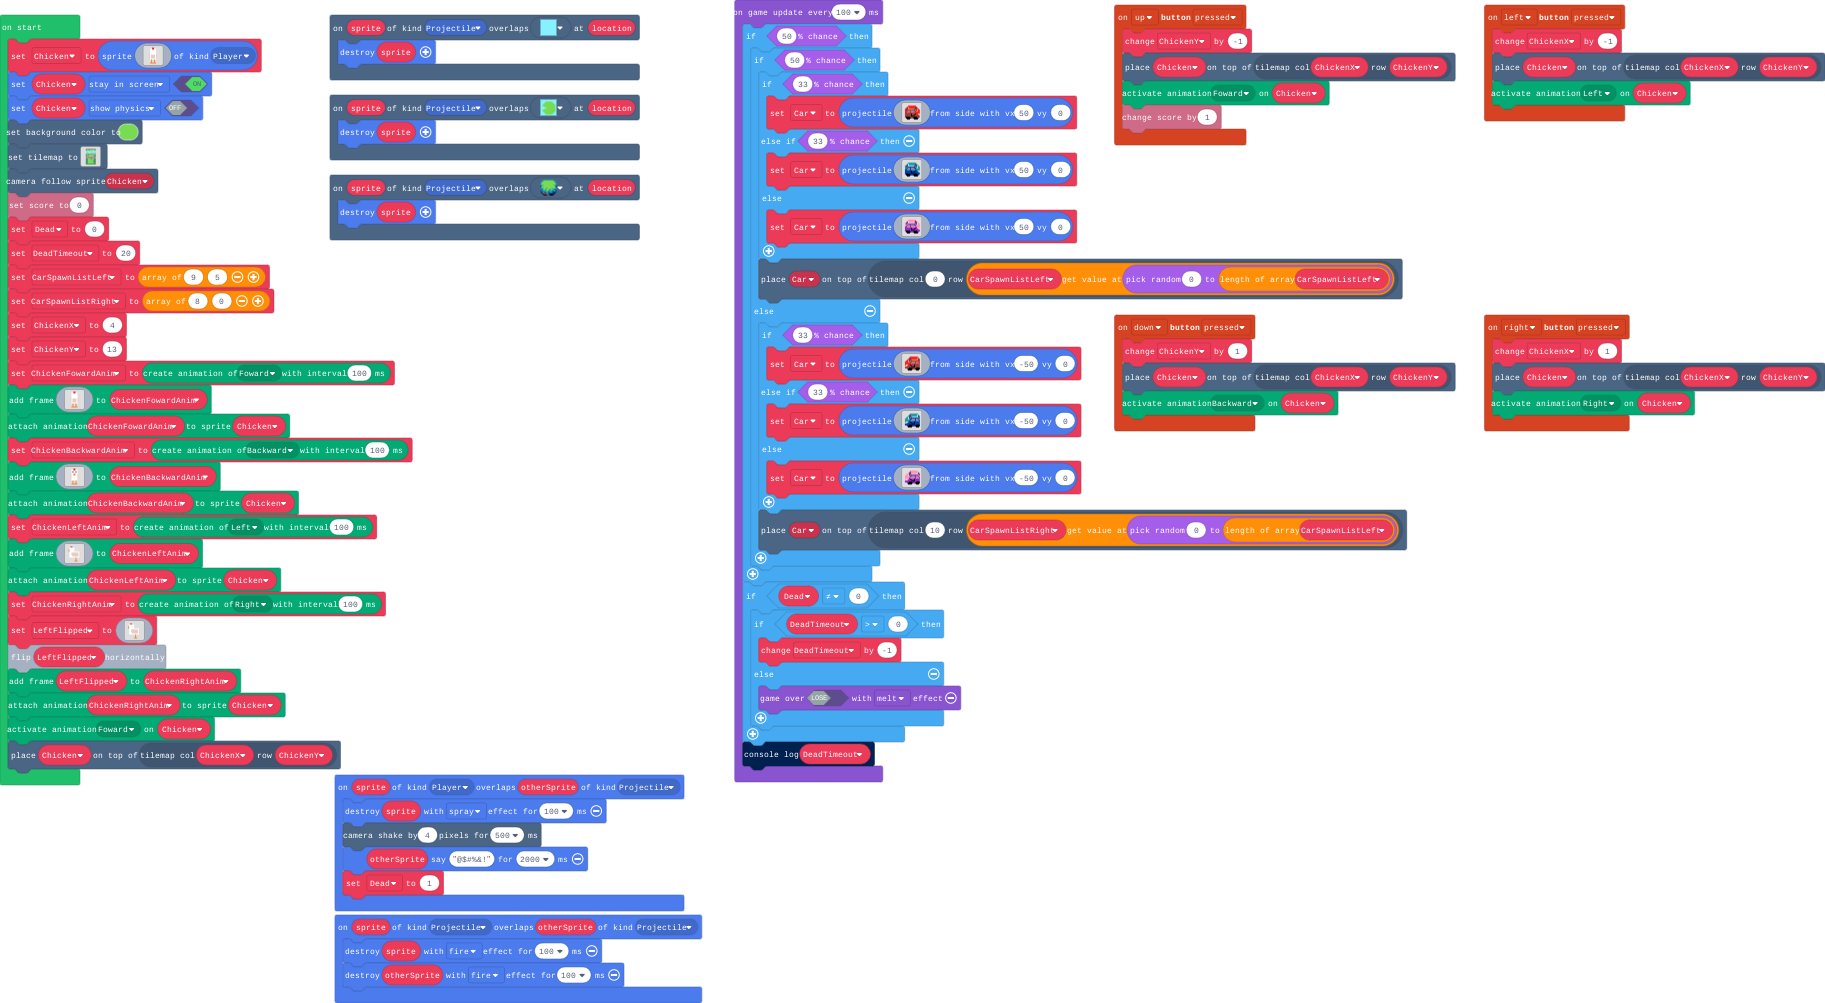 on start
set Chicken to sprite of kind Player
set Chicken stay in screen ON
set Chicken show physics OFF
set background color to
set tilemap to
camera follow sprite Chicken
set score to 0
set Dead to 0
set DeadTimeout to 20
set CarSpawnListLeft to array of 9 5
set CarSpawnListRight to array of 8 0
set ChickenX to 4
set ChickenY to 13
set ChickenFowardAnim to create animation of Foward with interval 100 ms
add frame to ChickenFowardAnim
attach animation ChickenFowardAnim to sprite Chicken
set ChickenBackwardAnim to create animation of Backward with interval 100 ms
add frame to ChickenBackwardAnim
attach animation ChickenBackwardAnim to sprite Chicken
set ChickenLeftAnim to create animation of Left with interval 100 ms
add frame to ChickenLeftAnim
attach animation ChickenLeftAnim to sprite Chicken
set ChickenRightAnim to create animation of Right with interval 100 ms
set LeftFlipped to
flip LeftFlipped horizontally
add frame LeftFlipped to ChickenRightAnim
attach animation ChickenRightAnim to sprite Chicken
activate animation Foward on Chicken
place Chicken on top of tilemap col ChickenX row ChickenY
on sprite of kind Projectile overlaps at location
destroy sprite
on sprite of kind Projectile overlaps at location
destroy sprite
on sprite of kind Projectile overlaps at location
destroy sprite
on sprite of kind Player overlaps otherSprite of kind Projectile
destroy sprite with spray effect for 100 ms
camera shake by 4 pixels for 500 ms
otherSprite say "@$#%&!" for 2000 ms
set Dead to 1
on sprite of kind Projectile overlaps otherSprite of kind Projectile
destroy sprite with fire effect for 100 ms
destroy otherSprite with fire effect for 100 ms
on game update every 100 ms
if 50 % chance then
if 50 % chance then
if 33 % chance then
set Car to projectile from side with vx 50 vy 0
else if 33 % chance then
set Car to projectile from side with vx 50 vy 0
else
set Car to projectile from side with vx 50 vy 0
place Car on top of tilemap col 0 row CarSpawnListLeft get value at pick random 0 to length of array CarSpawnListLeft
else
if 33 % chance then
set Car to projectile from side with vx -50 vy 0
else if 33 % chance then
set Car to projectile from side with vx -50 vy 0
else
set Car to projectile from side with vx -50 vy 0
place Car on top of tilemap col 10 row CarSpawnListRight get value at pick random 0 to length of array CarSpawnListLeft
if Dead ≠ 0 then
if DeadTimeout > 0 then
change DeadTimeout by -1
else
game over LOSE with melt effect
console log DeadTimeout
on up button pressed
change ChickenY by -1
place Chicken on top of tilemap col ChickenX row ChickenY
activate animation Foward on Chicken
change score by 1
on left button pressed
change ChickenX by -1
place Chicken on top of tilemap col ChickenX row ChickenY
activate animation Left on Chicken
on down button pressed
change ChickenY by 1
place Chicken on top of tilemap col ChickenX row ChickenY
activate animation Backward on Chicken
on right button pressed
change ChickenX by 1
place Chicken on top of tilemap col ChickenX row ChickenY
activate animation Right on Chicken